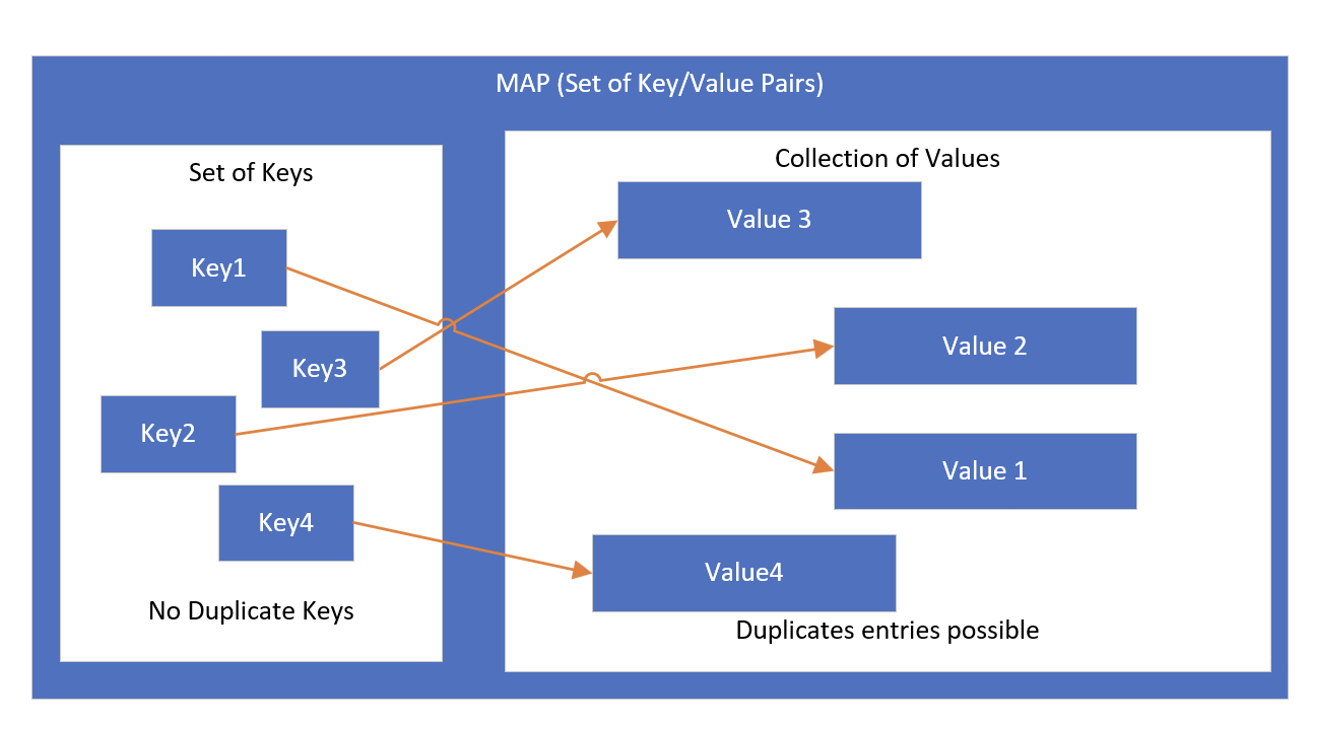 MAP (Set of Key/Value Pairs)
Set of Keys
Key1
Key3
Key2
Key4
No Duplicate Keys
Collection of Values
Value 3
Value 2
Value 1
Value4
Duplicates entries possible